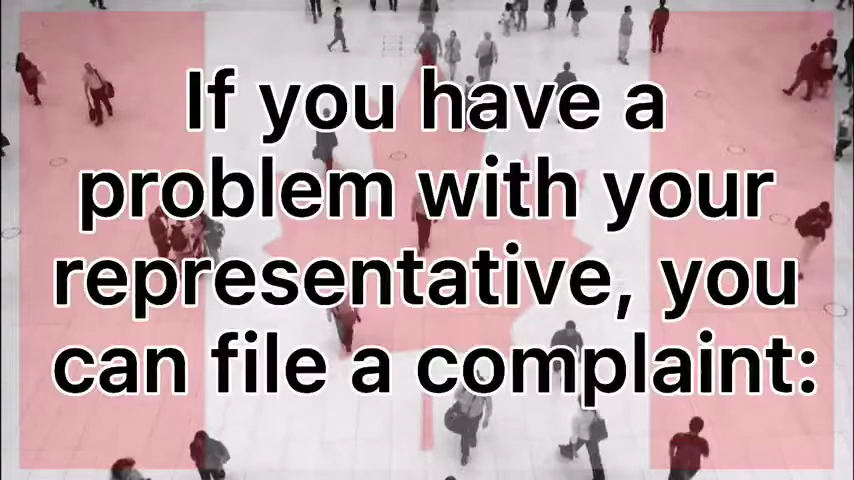 If you have a
problem with your
representative, you
can file a complaint: